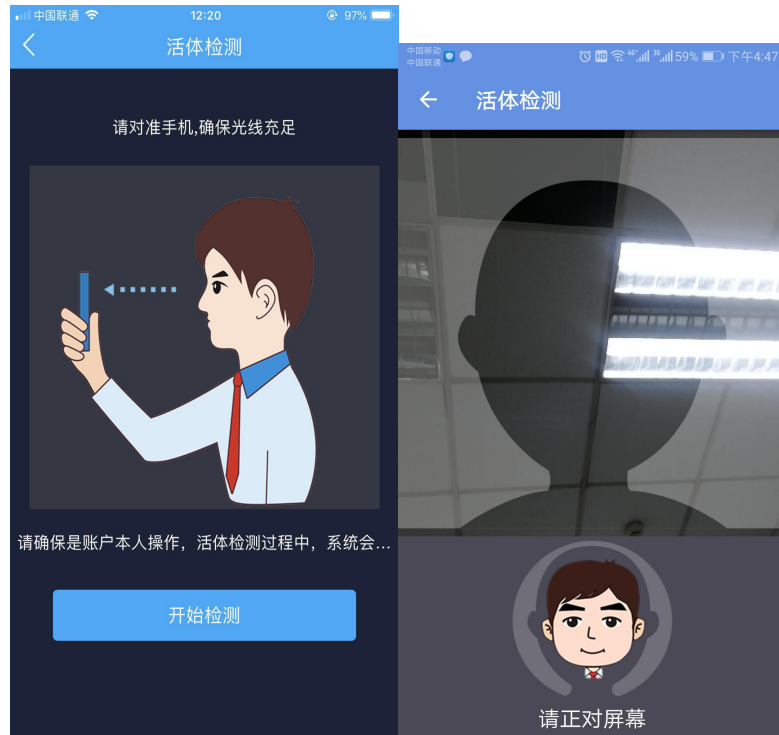 中国联通
12:20
97%
活体检测
请对准手机,确保光线充足
请确保是账户本人操作，活体检测过程中，系统会...
开始检测
中国移动
中国联通
HD
46+
36
59%
下午4:47
活体检测
请正对屏幕